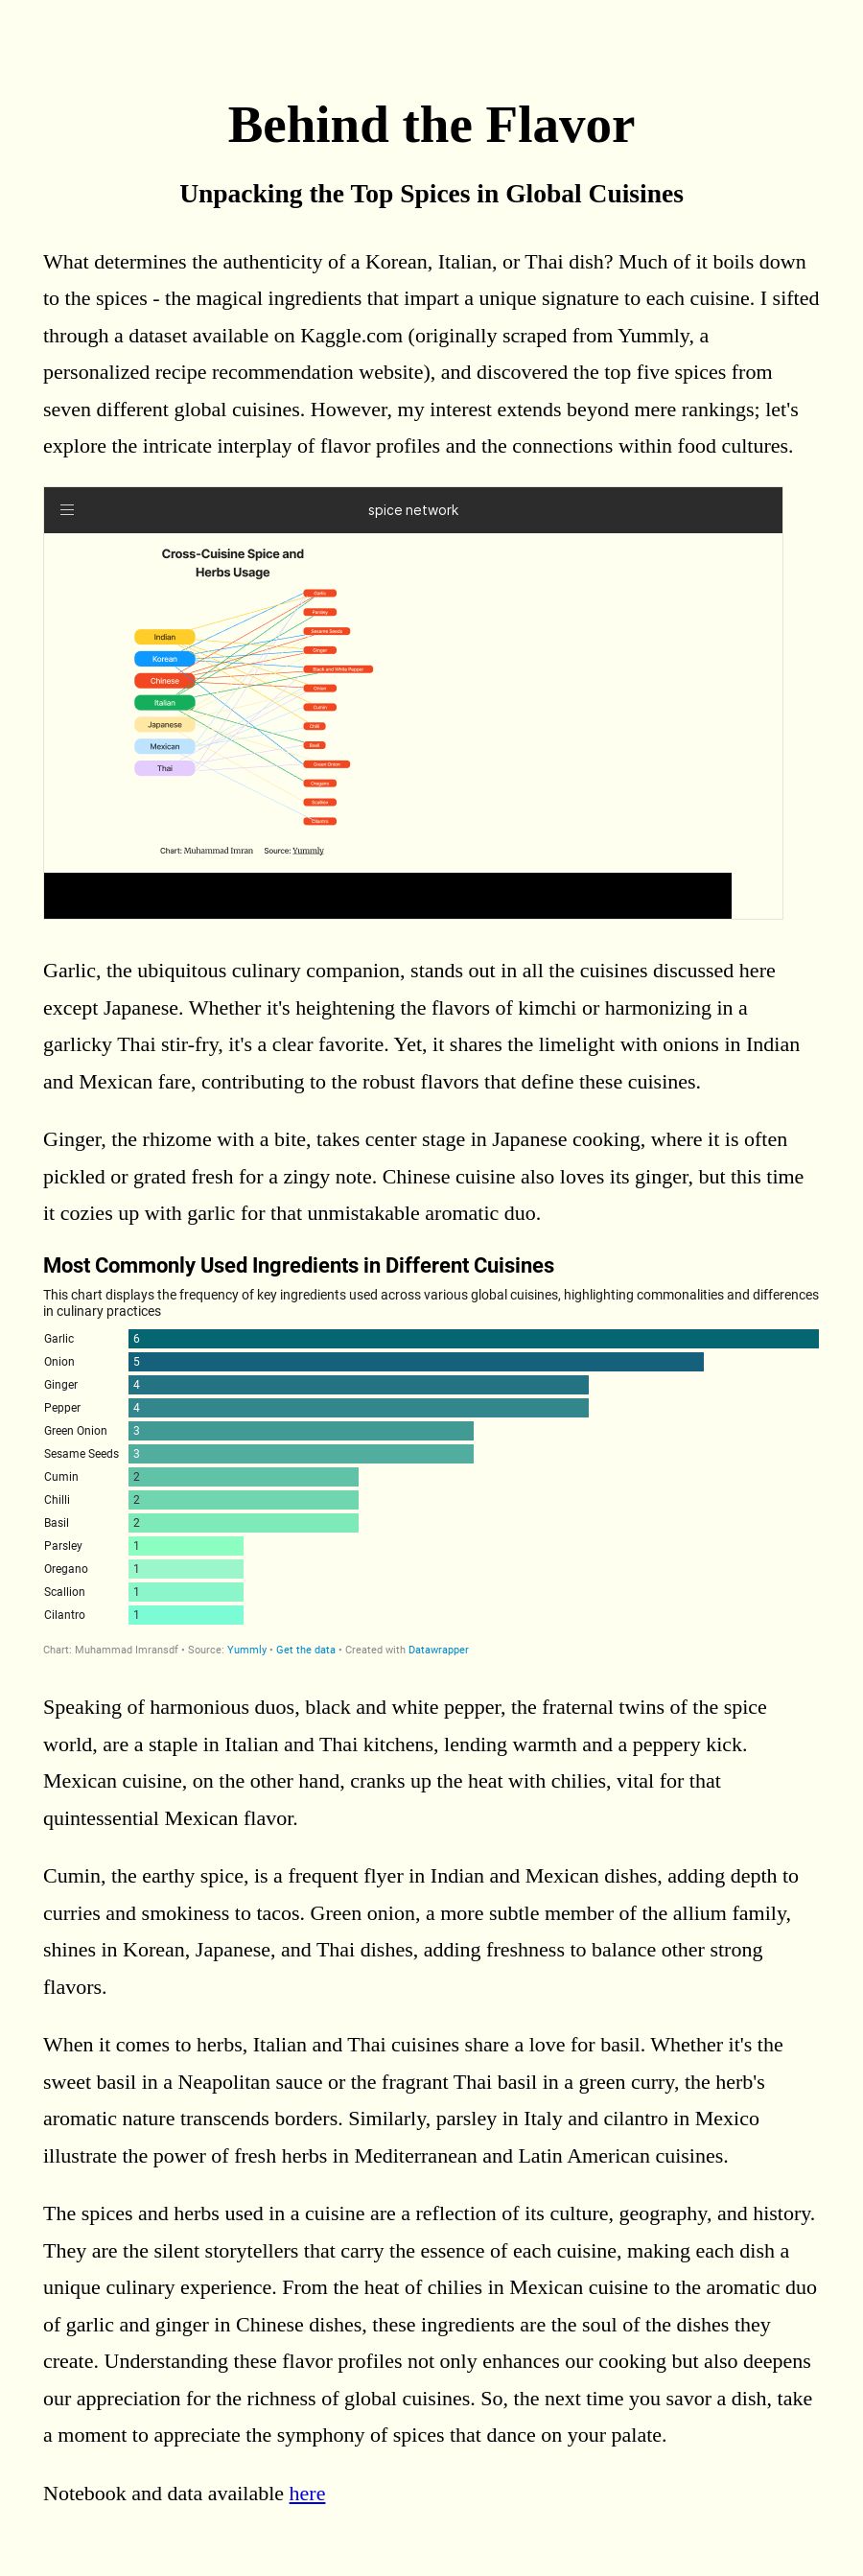 Behind the Flavor
Unpacking the Top Spices in Global Cuisines
What determines the authenticity of a Korean, Italian, or Thai dish? Much of it boils down
to the spices - the magical ingredients that impart a unique signature to each cuisine. I sifted
through a dataset available on Kaggle.com (originally scraped from Yummly, a
personalized recipe recommendation website), and discovered the top five spices from
seven different global cuisines. However, my interest extends beyond mere rankings; let's
explore the intricate interplay of flavor profiles and the connections within food cultures.
spice network
Cross-Cuisine Spice and
Herbs Usage
Indian
Korean
Chinese
Italian
Japanese
Mexican
Thai
Garlic
Parsley
Sesame Seeds
Ginger
Black and White Pepper
Onion
Cumin
Chilli
Basil
Green Onion
Oregano
Scallion
Cilantro
Chart: Muhammad Imran Source: Yummly
Garlic, the ubiquitous culinary companion, stands out in all the cuisines discussed here
except Japanese. Whether it's heightening the flavors of kimchi or harmonizing in a
garlicky Thai stir-fry, it's a clear favorite. Yet, it shares the limelight with onions in Indian
and Mexican fare, contributing to the robust flavors that define these cuisines.
Ginger, the rhizome with a bite, takes center stage in Japanese cooking, where it is often
pickled or grated fresh for a zingy note. Chinese cuisine also loves its ginger, but this time
it cozies up with garlic for that unmistakable aromatic duo.
Most Commonly Used Ingredients in Different Cuisines
This chart displays the frequency of key ingredients used across various global cuisines, highlighting commonalities and differences
in culinary practices
Garlic 6
Onion 5
Ginger 4
Pepper 4
Green Onion 3
Sesame Seeds 3
Cumin 2
Chilli 2
Basil 2
Parsley 1
Oregano 1
Scallion 1
Cilantro 1
Chart: Muhammad Imransdf • Source: Yummly • Get the data • Created with Datawrapper
Speaking of harmonious duos, black and white pepper, the fraternal twins of the spice
world, are a staple in Italian and Thai kitchens, lending warmth and a peppery kick.
Mexican cuisine, on the other hand, cranks up the heat with chilies, vital for that
quintessential Mexican flavor.
Cumin, the earthy spice, is a frequent flyer in Indian and Mexican dishes, adding depth to
curries and smokiness to tacos. Green onion, a more subtle member of the allium family,
shines in Korean, Japanese, and Thai dishes, adding freshness to balance other strong
flavors.
When it comes to herbs, Italian and Thai cuisines share a love for basil. Whether it's the
sweet basil in a Neapolitan sauce or the fragrant Thai basil in a green curry, the herb's
aromatic nature transcends borders. Similarly, parsley in Italy and cilantro in Mexico
illustrate the power of fresh herbs in Mediterranean and Latin American cuisines.
The spices and herbs used in a cuisine are a reflection of its culture, geography, and history.
They are the silent storytellers that carry the essence of each cuisine, making each dish a
unique culinary experience. From the heat of chilies in Mexican cuisine to the aromatic duo
of garlic and ginger in Chinese dishes, these ingredients are the soul of the dishes they
create. Understanding these flavor profiles not only enhances our cooking but also deepens
our appreciation for the richness of global cuisines. So, the next time you savor a dish, take
a moment to appreciate the symphony of spices that dance on your palate.
Notebook and data available here